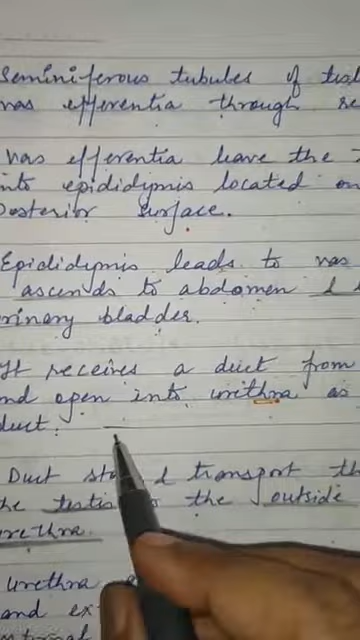 Seminiferous tubules of
vas efferentia through
vas efferentia leave the
into epididymis located on
Posterior surface.
Epididymis leads to vas
ascends to abdomen
urinary bladder.
It receives a duct from
and open into urethra as
duct.
Duct transport
the testis the outside
urethra.
urethra
and